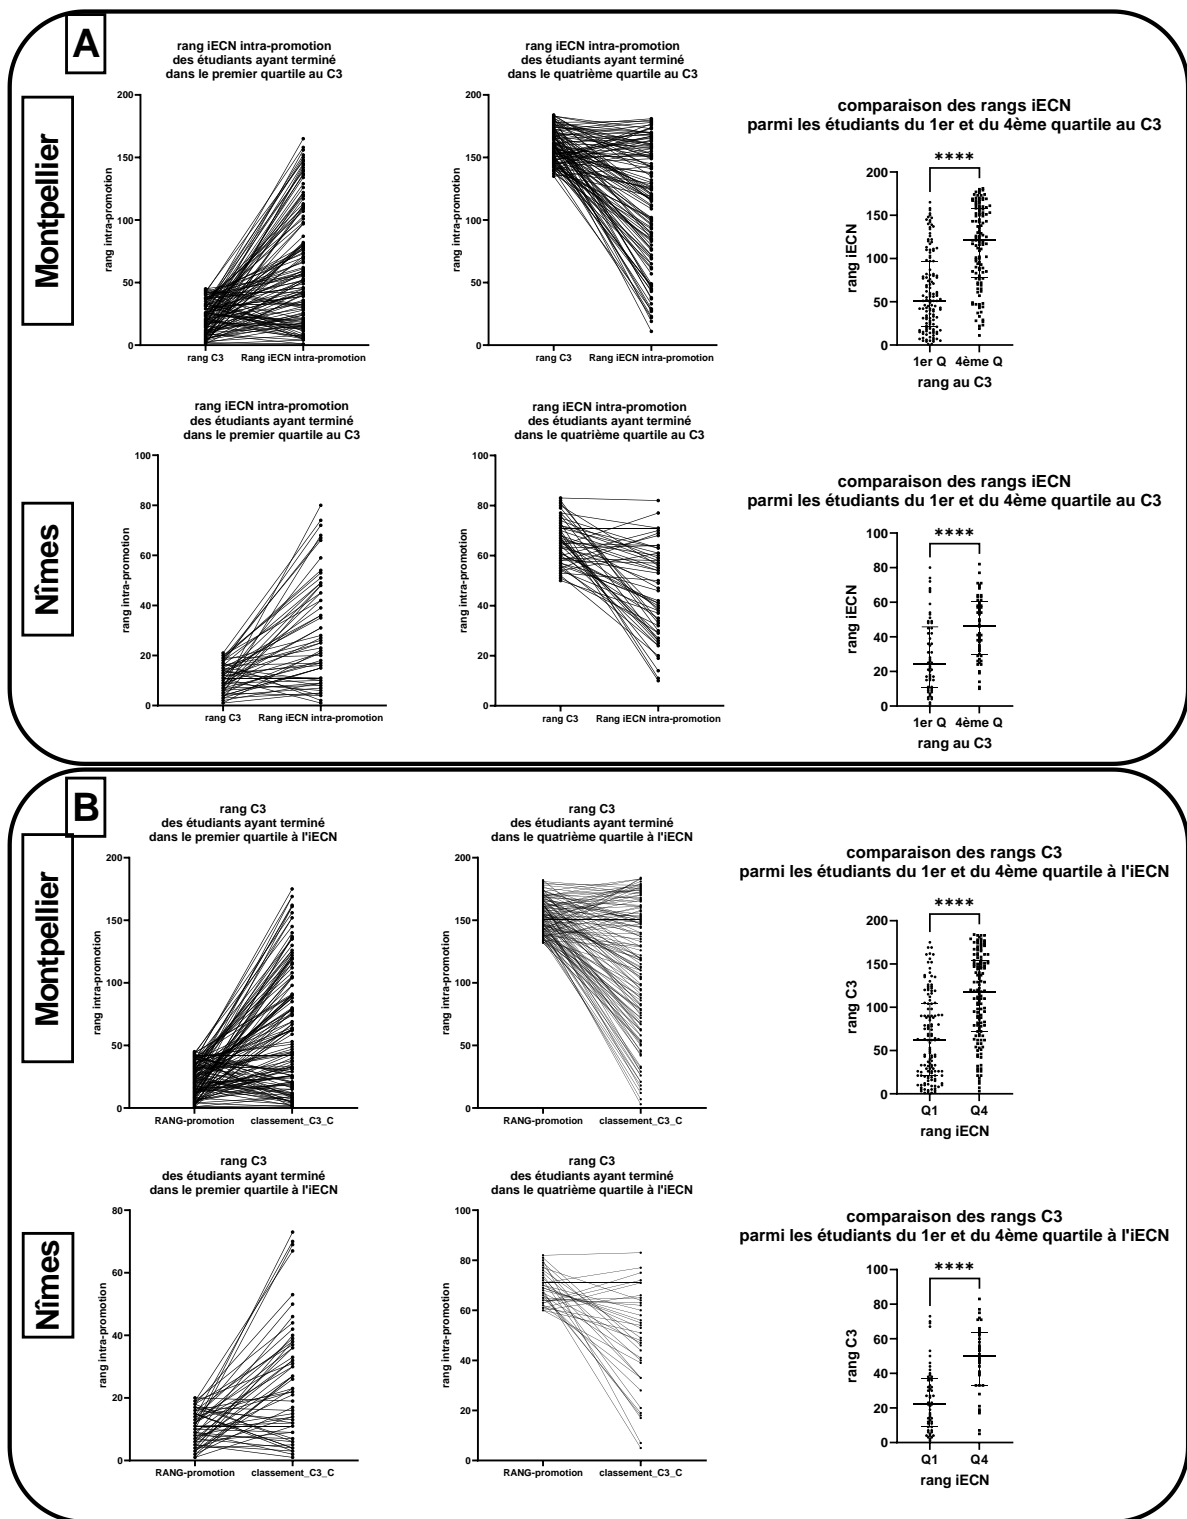 A
Montpellier
rang iECN intra-promotion
des étudiants ayant terminé
dans le premier quartile au C3
200
150
100
50
0
rang intra-promotion
rang C3
Rang iECN intra-promotion
rang iECN intra-promotion
des étudiants ayant terminé
dans le quatrième quartile au C3
200
150
100
50
0
rang intra-promotion
rang C3
Rang iECN intra-promotion
comparaison des rangs iECN
parmi les étudiants du 1er et du 4ème quartile au C3
****
200
150
100
50
0
rang iECN
1er Q
4ème Q
rang au C3
Nîmes
rang iECN intra-promotion
des étudiants ayant terminé
dans le premier quartile au C3
100
80
60
40
20
0
rang intra-promotion
rang C3
Rang iECN intra-promotion
rang iECN intra-promotion
des étudiants ayant terminé
dans le quatrième quartile au C3
100
80
60
40
20
0
rang intra-promotion
rang C3
Rang iECN intra-promotion
comparaison des rangs iECN
parmi les étudiants du 1er et du 4ème quartile au C3
****
100
80
60
40
20
0
rang iECN
1er Q
4ème Q
rang au C3
B
Montpellier
rang C3
des étudiants ayant terminé
dans le premier quartile à l'iECN
200
150
100
50
0
rang intra-promotion
RANG-promotion
classement_C3_C
rang C3
des étudiants ayant terminé
dans le quatrième quartile à l'iECN
200
150
100
50
0
rang intra-promotion
RANG-promotion
classement_C3_C
comparaison des rangs C3
parmi les étudiants du 1er et du 4ème quartile à l'iECN
****
200
150
100
50
0
rang C3
Q1
Q4
rang iECN
Nîmes
rang C3
des étudiants ayant terminé
dans le premier quartile à l'iECN
80
60
40
20
0
rang intra-promotion
RANG-promotion
classement_C3_C
rang C3
des étudiants ayant terminé
dans le quatrième quartile à l'iECN
100
80
60
40
20
0
rang intra-promotion
RANG-promotion
classement_C3_C
comparaison des rangs C3
parmi les étudiants du 1er et du 4ème quartile à l'iECN
****
100
80
60
40
20
0
rang C3
Q1
Q4
rang iECN